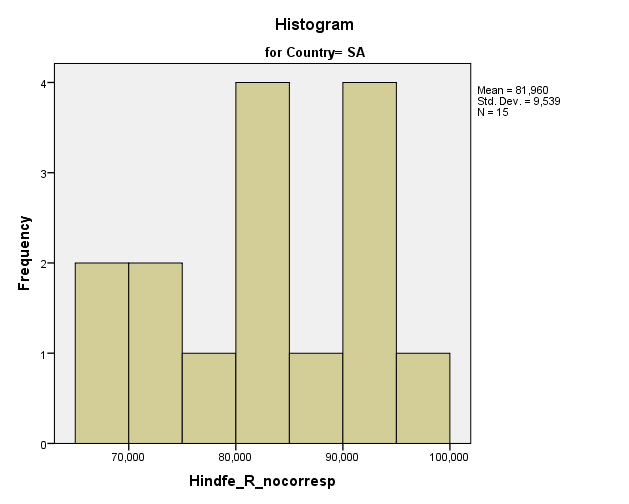 Histogram
for Country= SA
Mean = 81,960
Std. Dev. = 9,539
N = 15
Frequency
4
3
2
1
0
70,000 80,000 90,000 100,000
Hindfe_R_nocorresp